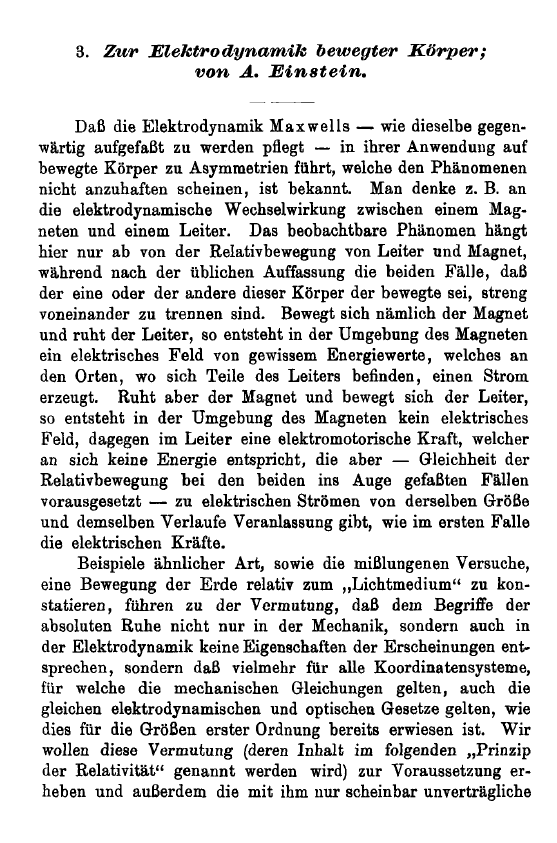 3. Zur Elektrodynamik bewegter Körper;
von A. Einstein.
Daß die Elektrodynamik Maxwells — wie dieselbe gegen-
wärtig aufgefaßt zu werden pflegt — in ihrer Anwendung auf
bewegte Körper zu Asymmetrien führt, welche den Phänomenen
nicht anzuhaften scheinen, ist bekannt. Man denke z. B. an
die elektrodynamische Wechselwirkung zwischen einem Mag-
neten und einem Leiter. Das beobachtbare Phänomen hängt
hier nur ab von der Relativbewegung von Leiter und Magnet,
während nach der üblichen Auffassung die beiden Fälle, daß
der eine oder der andere dieser Körper der bewegte sei, streng
voneinander zu trennen sind. Bewegt sich nämlich der Magnet
und ruht der Leiter, so entsteht in der Umgebung des Magneten
ein elektrisches Feld von gewissem Energiewerte, welches an
den Orten, wo sich Teile des Leiters befinden, einen Strom
erzeugt. Ruht aber der Magnet und bewegt sich der Leiter,
so entsteht in der Umgebung des Magneten kein elektrisches
Feld, dagegen im Leiter eine elektromotorische Kraft, welcher
an sich keine Energie entspricht, die aber — Gleichheit der
Relativbewegung bei den beiden ins Auge gefaßten Fällen
vorausgesetzt — zu elektrischen Strömen von derselben Größe
und demselben Verlaufe Veranlassung gibt, wie im ersten Falle
die elektrischen Kräfte.
Beispiele ähnlicher Art, sowie die mißlungenen Versuche,
eine Bewegung der Erde relativ zum „Lichtmedium“ zu kon-
statieren, führen zu der Vermutung, daß dem Begriffe der
absoluten Ruhe nicht nur in der Mechanik, sondern auch in
der Elektrodynamik keine Eigenschaften der Erscheinungen ent-
sprechen, sondern daß vielmehr für alle Koordinatensysteme,
für welche die mechanischen Gleichungen gelten, auch die
gleichen elektrodynamischen und optischen Gesetze gelten, wie
dies für die Größen erster Ordnung bereits erwiesen ist. Wir
wollen diese Vermutung (deren Inhalt im folgenden „Prinzip
der Relativität“ genannt werden wird) zur Voraussetzung er-
heben und außerdem die mit ihm nur scheinbar unverträgliche